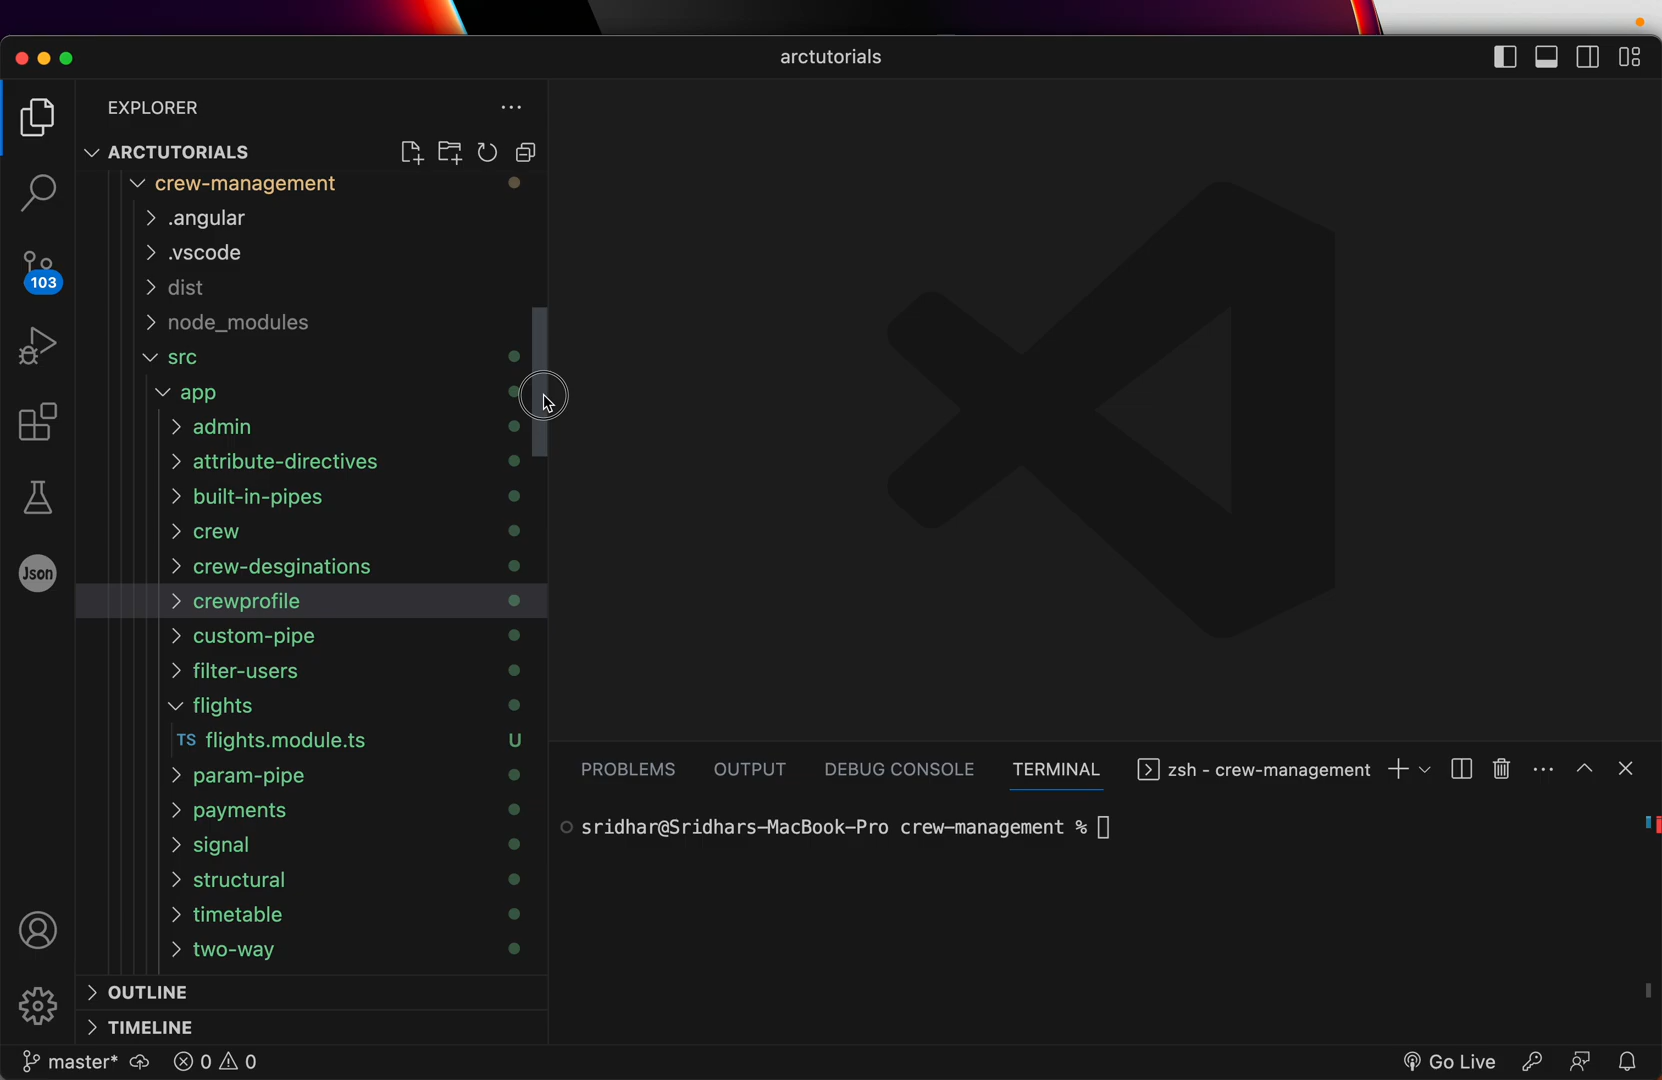 arctutorials
EXPLORER
ARCTUTORIALS
crew-management
.angular
.vscode
103
dist
node_modules
src
app
admin
attribute-directives
built-in-pipes
crew
crew-desginations
Json
crewprofile
custom-pipe
filter-users
flights
TS flights.module.ts U
param-pipe
payments
signal
structural
timetable
two-way
OUTLINE
TIMELINE
PROBLEMS OUTPUT DEBUG CONSOLE TERMINAL zsh - crew-management
sridhar@Sridhars-MacBook-Pro crew-management %
master* 0 0 Go Live